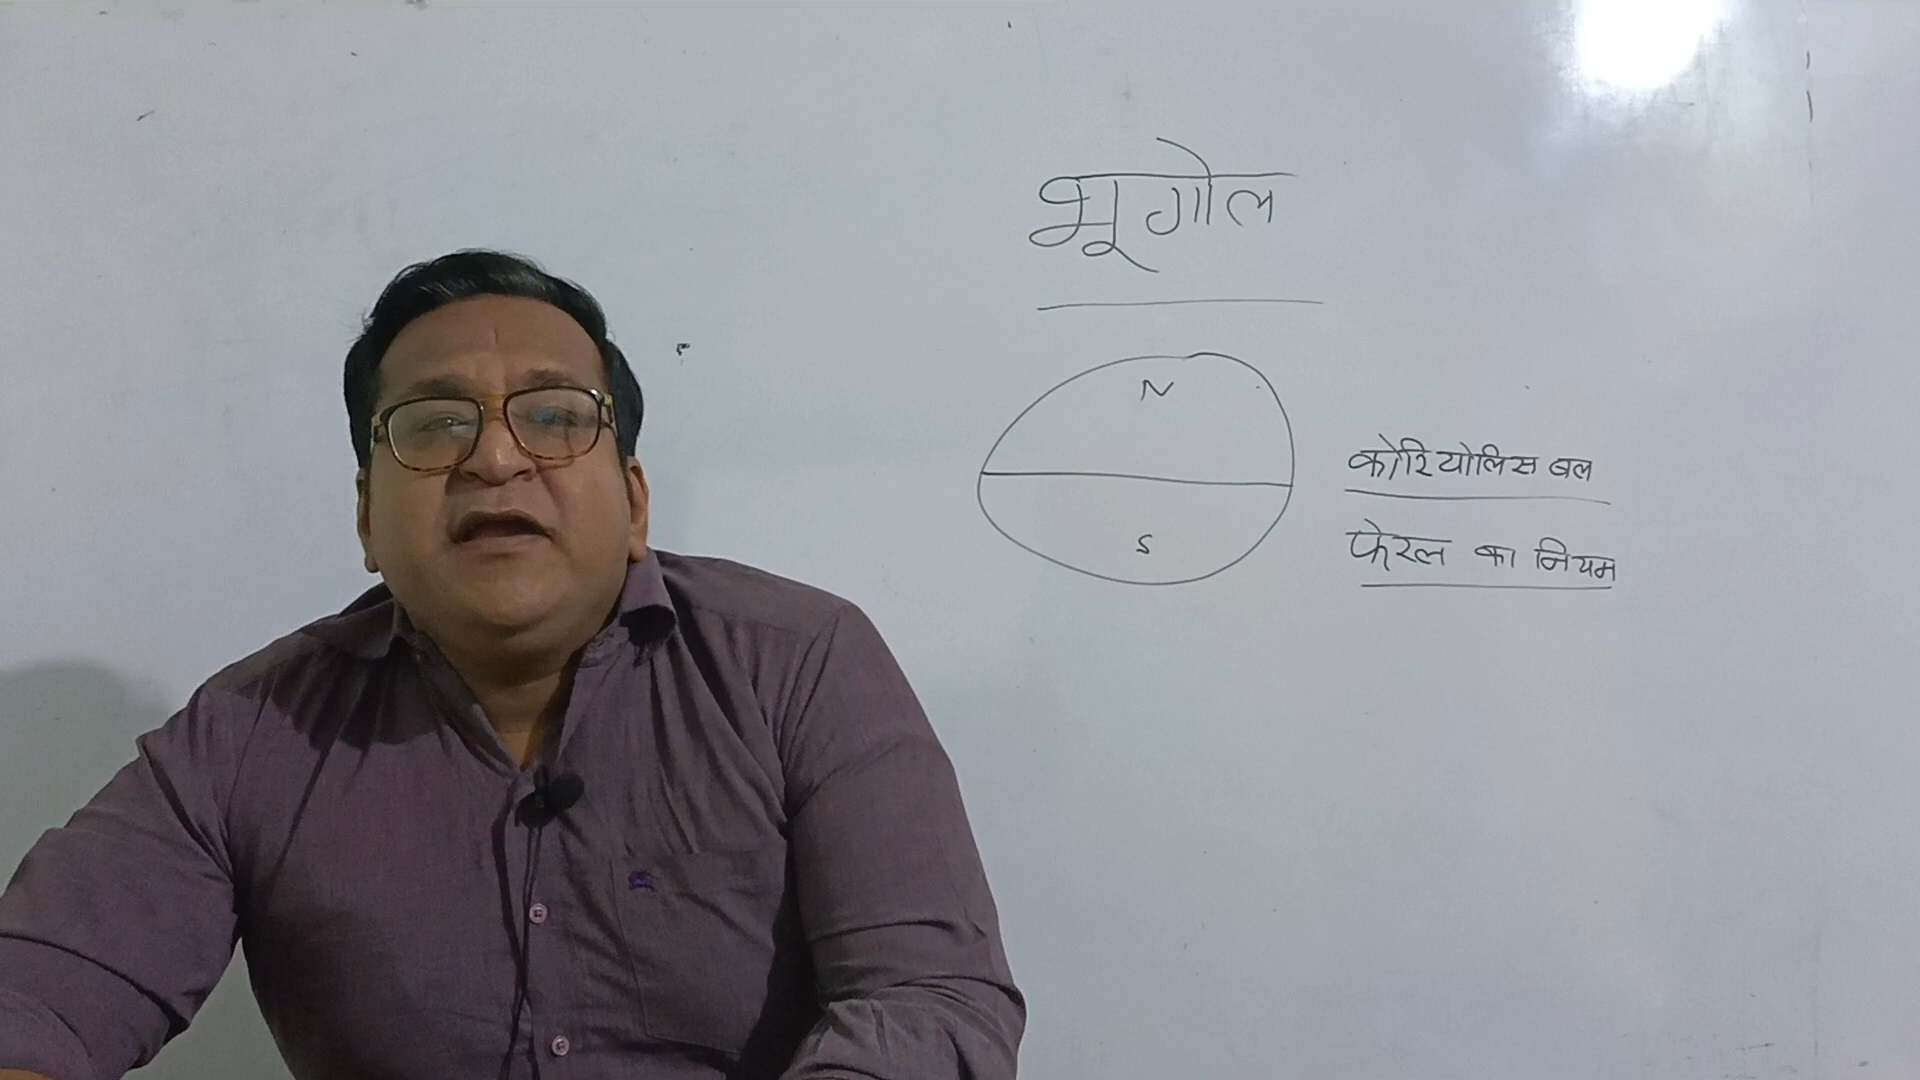 भूगोल
N
S
कोरियोलिस बल
फेरल का नियम